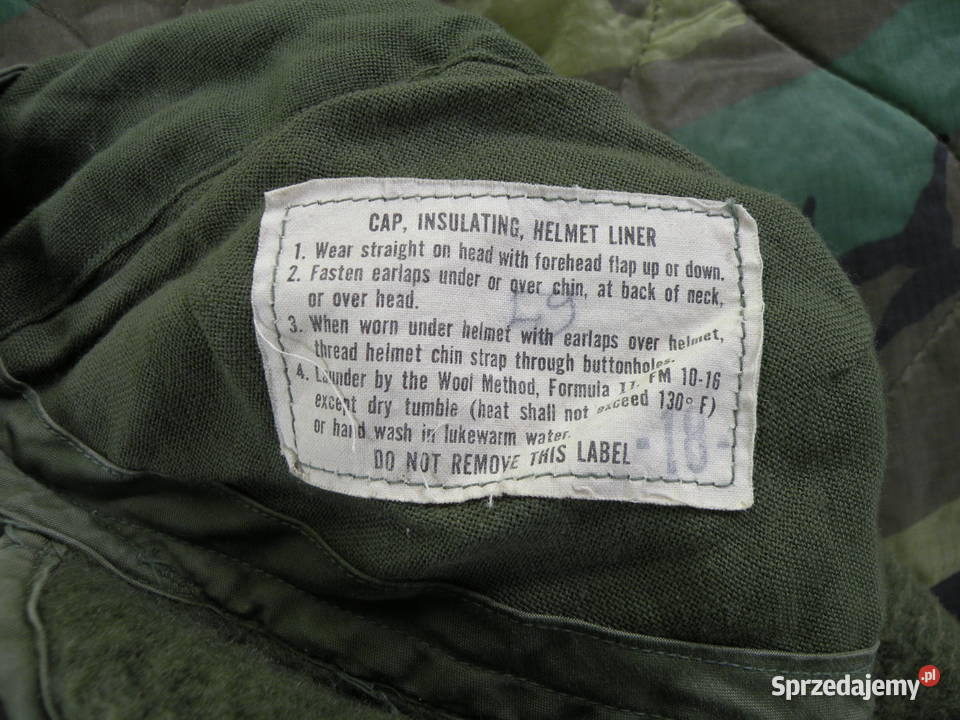 CAP, INSULATING, HELMET LINER
1. Wear straight on head with forehead flap up or down.
2. Fasten earlaps under or over chin, at back of neck,
or over head.
3. When worn under helmet with earlaps over helmet,
thread helmet chin strap through buttonholes.
4. Launder by the Wool Method, Formula II, FM 10-16
except dry tumble (heat shall not exceed 130° F)
or hand wash in lukewarm water.
DO NOT REMOVE THIS LABEL
-18-
Sprzedajemy.pl